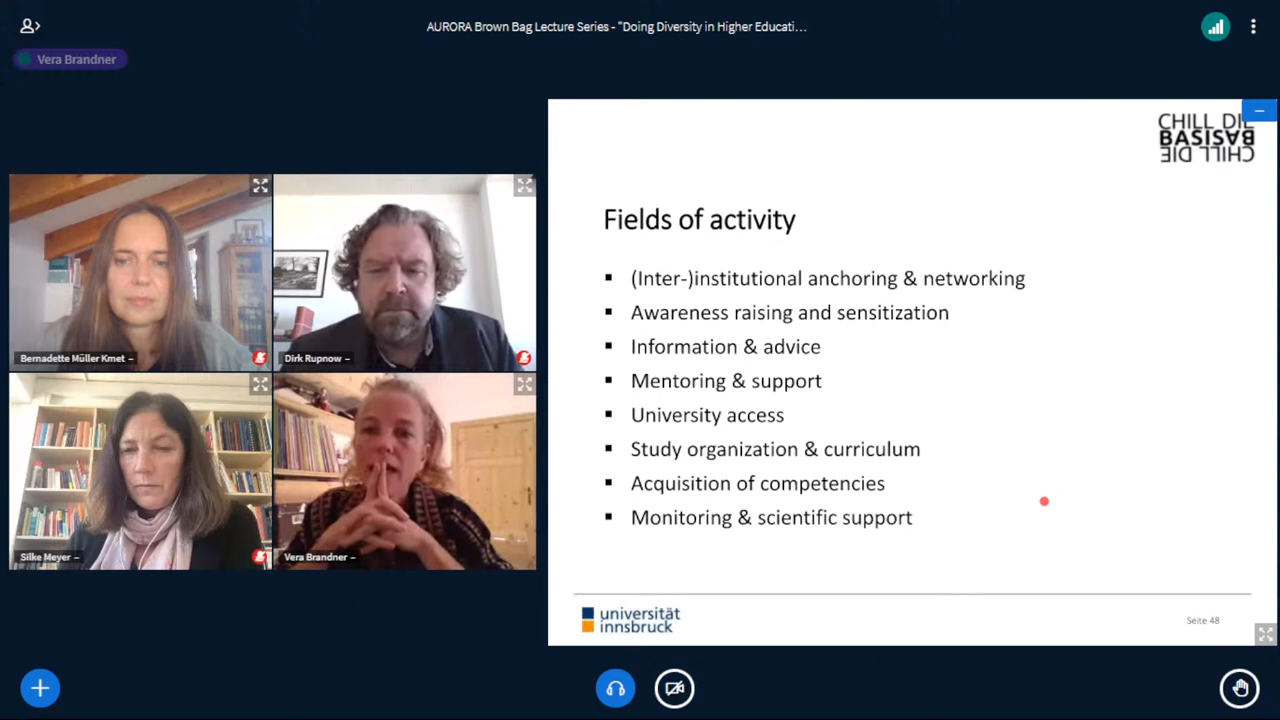 AURORA Brown Bag Lecture Series - "Doing Diversity in Higher Educati...
Vera Brandner
Bernadette Müller Kmet –
Dirk Rupnow –
Silke Meyer –
Vera Brandner –
CHILL DIE
BASIS
CHILL DIE
BASIS
Fields of activity
▪ (Inter-)institutional anchoring & networking
▪ Awareness raising and sensitization
▪ Information & advice
▪ Mentoring & support
▪ University access
▪ Study organization & curriculum
▪ Acquisition of competencies
▪ Monitoring & scientific support
universität
innsbruck
Seite 48